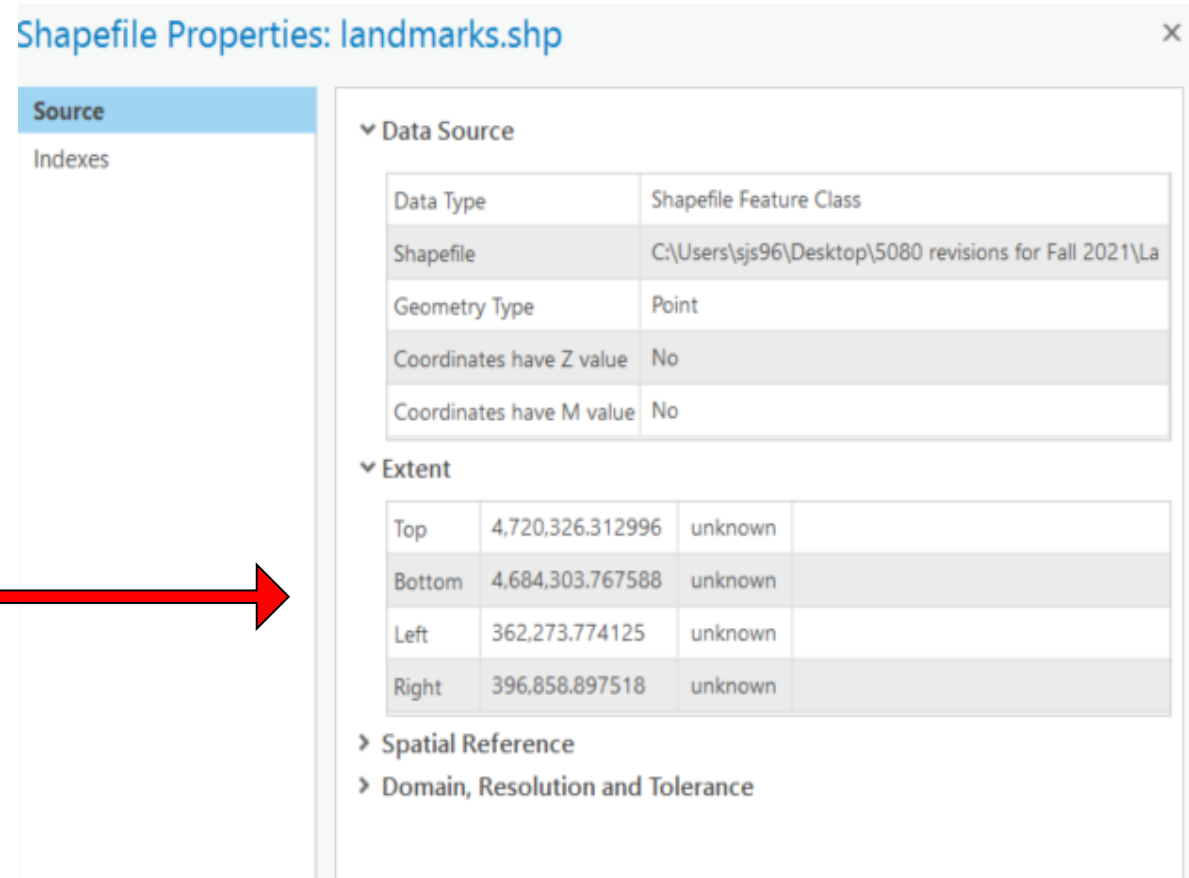 Shapefile Properties: landmarks.shp
Source
Indexes
Data Source
Data Type Shapefile Feature Class
Shapefile C:\Users\sjs96\Desktop\5080 revisions for Fall 2021\La
Geometry Type Point
Coordinates have Z value No
Coordinates have M value No
Extent
Top 4,720,326.312996 unknown
Bottom 4,684,303.767588 unknown
Left 362,273.774125 unknown
Right 396,858.897518 unknown
Spatial Reference
Domain, Resolution and Tolerance